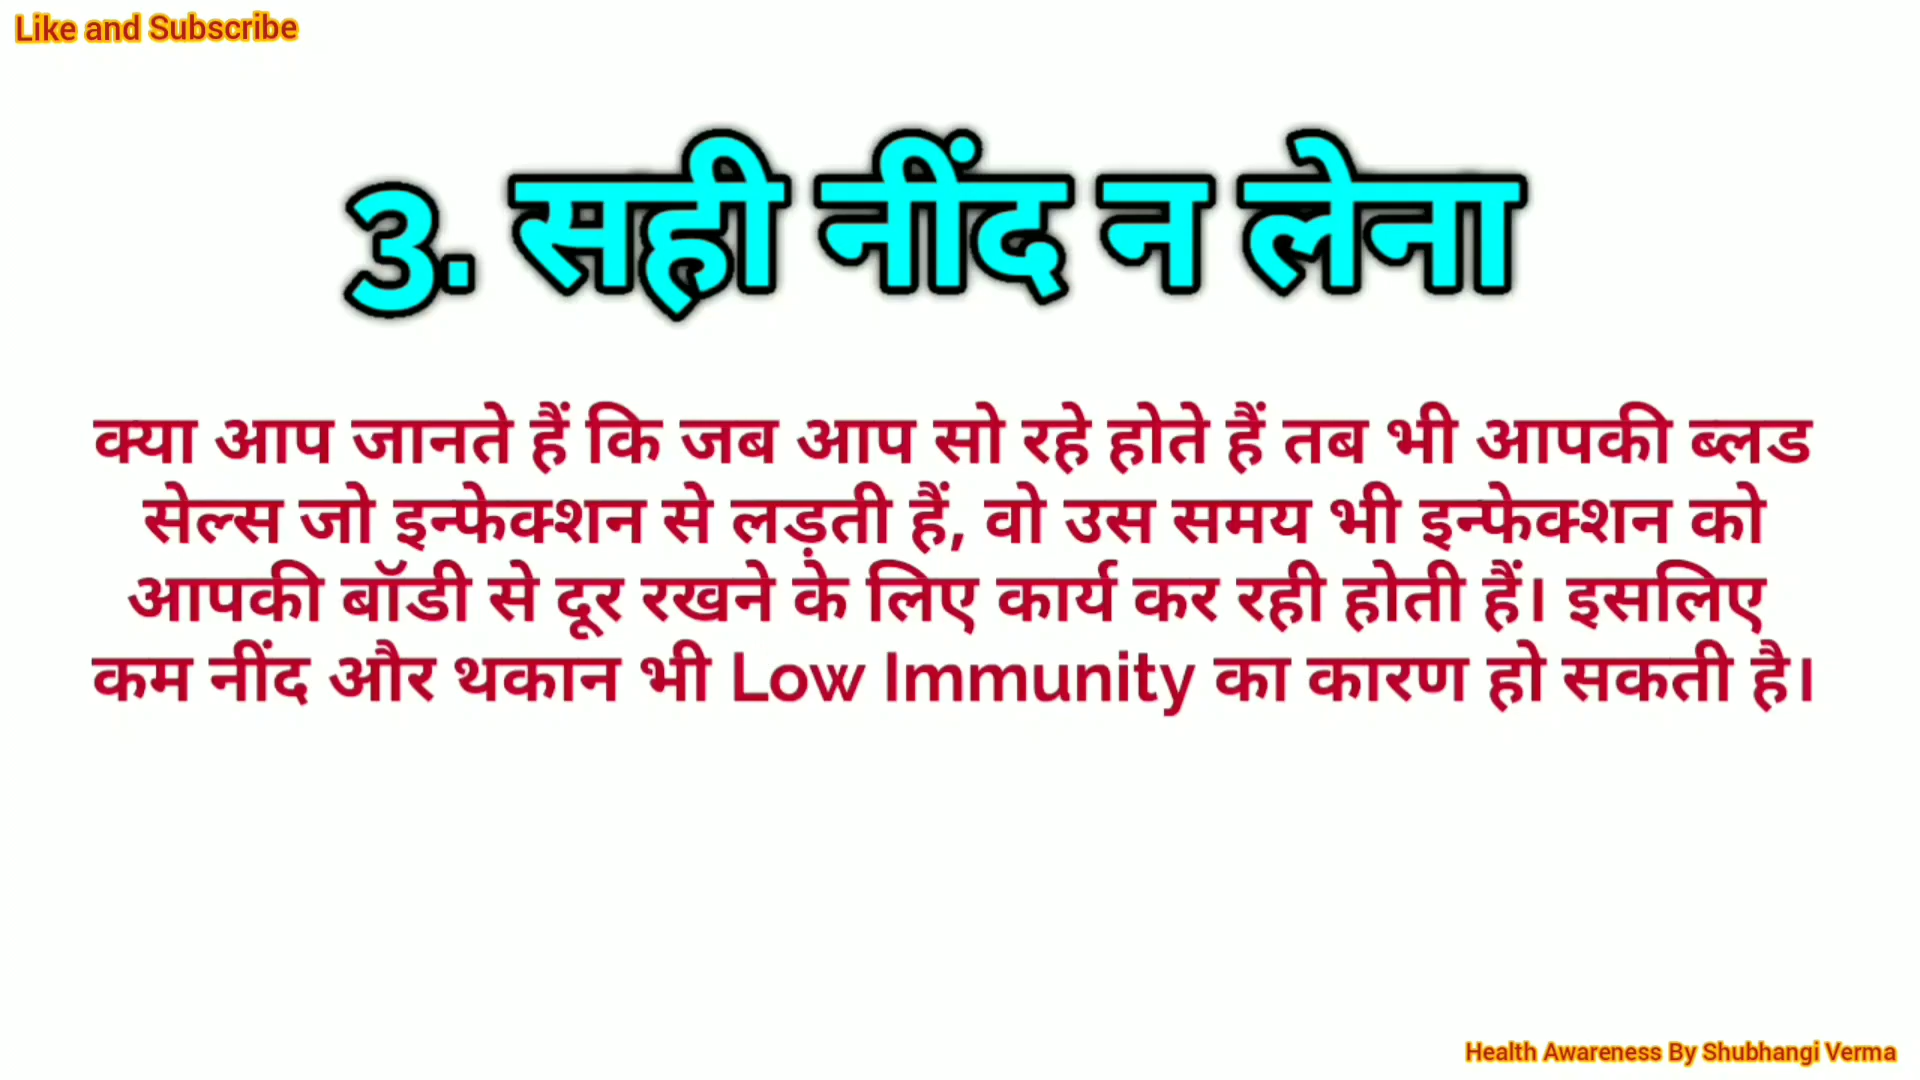 Like and Subscribe
3. सही नींद न लेना
क्या आप जानते हैं कि जब आप सो रहे होते हैं तब भी आपकी ब्लड
सेल्स जो इन्फेक्शन से लड़ती हैं, वो उस समय भी इन्फेक्शन को
आपकी बॉडी से दूर रखने के लिए कार्य कर रही होती हैं। इसलिए
कम नींद और थकान भी Low Immunity का कारण हो सकती है।
Health Awareness By Shubhangi Verma